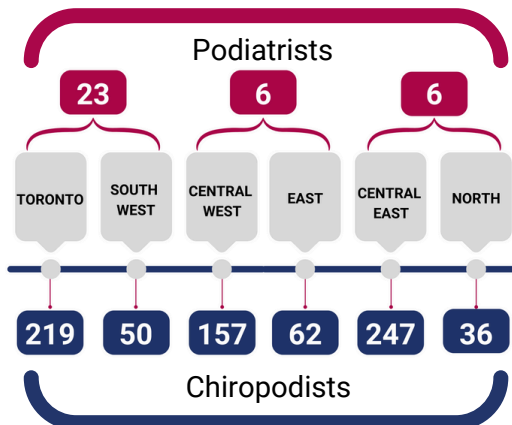 Podiatrists
23 6 6
TORONTO
SOUTH
WEST
CENTRAL
WEST
EAST
CENTRAL
EAST
NORTH
219 50 157 62 247 36
Chiropodists